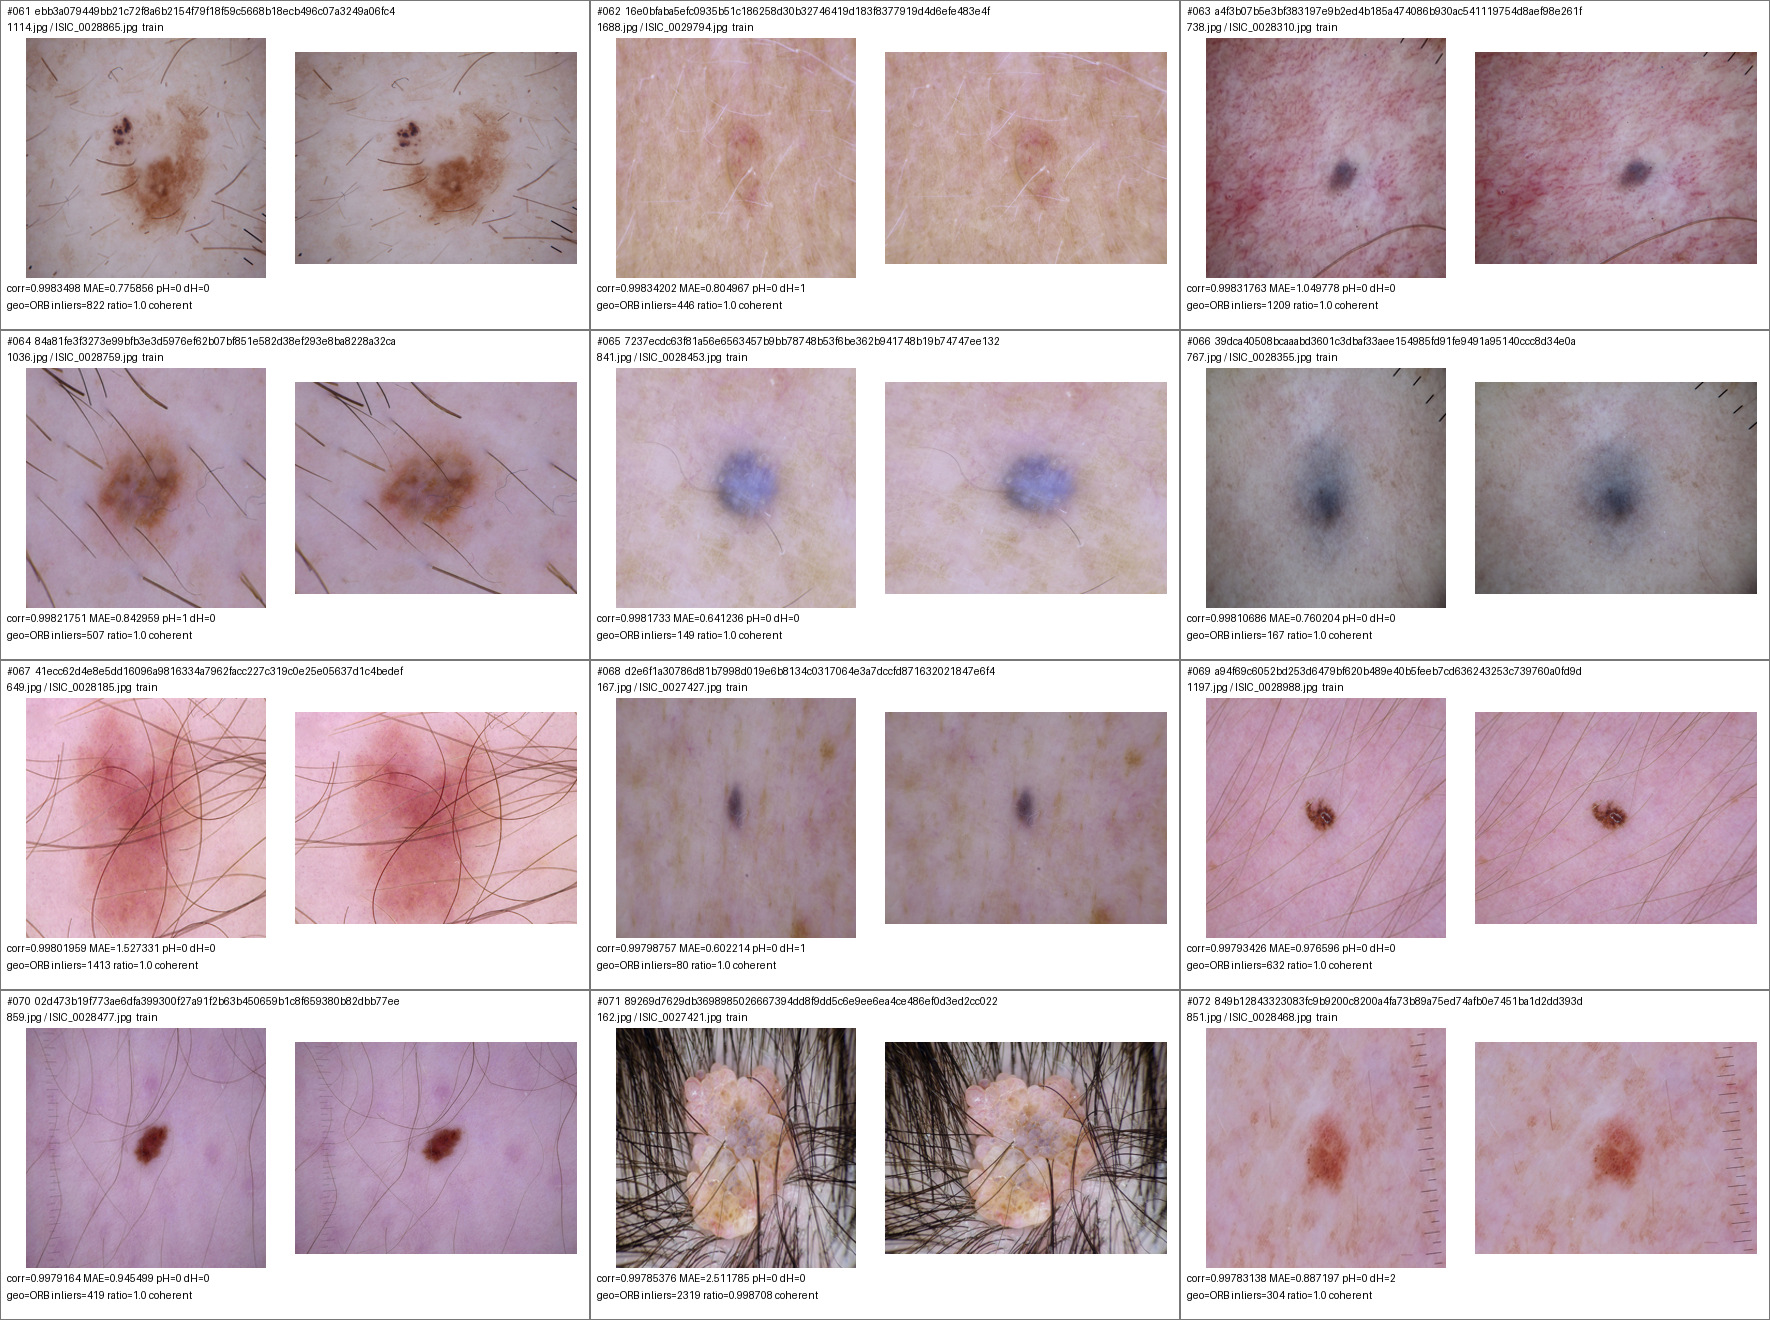 #061 ebb3a079449bb21c72f8a6b2154f79f18f59c5668b18ecb496c07a3249a06fc4
1114.jpg / ISIC_0028865.jpg train
corr=0.9983498 MAE=0.775856 pH=0 dH=0
geo=ORB inliers=822 ratio=1.0 coherent
#062 16e0bfaba5efc0935b51c186258d30b32746419d183f8377919d4d6efe483e4f
1688.jpg / ISIC_0029794.jpg train
corr=0.99834202 MAE=0.804967 pH=0 dH=1
geo=ORB inliers=446 ratio=1.0 coherent
#063 a4f3b07b5e3bf383197e9b2ed4b185a474086b930ac541119754d8aef98e261f
738.jpg / ISIC_0028310.jpg train
corr=0.99831763 MAE=1.049778 pH=0 dH=0
geo=ORB inliers=1209 ratio=1.0 coherent
#064 84a81fe3f3273e99bfb3e3d5976ef62b07bf851e582d38ef293e8ba8228a32ca
1036.jpg / ISIC_0028759.jpg train
corr=0.99821751 MAE=0.842959 pH=1 dH=0
geo=ORB inliers=507 ratio=1.0 coherent
#065 7237ecdc63f81a56e6563457b9bb78748b53f6be362b941748b19b74747ee132
841.jpg / ISIC_0028453.jpg train
corr=0.9981733 MAE=0.641236 pH=0 dH=0
geo=ORB inliers=149 ratio=1.0 coherent
#066 39dca40508bcaaabd3601c3dbaf33aee154985fd91fe9491a95140ccc8d34e0a
767.jpg / ISIC_0028355.jpg train
corr=0.99810686 MAE=0.760204 pH=0 dH=0
geo=ORB inliers=167 ratio=1.0 coherent
#067 41ecc62d4e8e5dd16096a9816334a7962facc227c319c0e25e05637d1c4bedef
649.jpg / ISIC_0028185.jpg train
corr=0.99801959 MAE=1.527331 pH=0 dH=0
geo=ORB inliers=1413 ratio=1.0 coherent
#068 d2e6f1a30786d81b7998d019e6b8134c0317064e3a7dccfd871632021847e6f4
167.jpg / ISIC_0027427.jpg train
corr=0.99798757 MAE=0.602214 pH=0 dH=1
geo=ORB inliers=80 ratio=1.0 coherent
#069 a94f69c6052bd253d6479bf620b489e40b5feeb7cd636243253c739760a0fd9d
1197.jpg / ISIC_0028988.jpg train
corr=0.99793426 MAE=0.976596 pH=0 dH=0
geo=ORB inliers=632 ratio=1.0 coherent
#070 02d473b19f773ae6dfa399300f27a91f2b63b450659b1c8f659380b82dbb77ee
859.jpg / ISIC_0028477.jpg train
corr=0.9979164 MAE=0.945499 pH=0 dH=0
geo=ORB inliers=419 ratio=1.0 coherent
#071 89269d7629db3698985026667394dd8f9dd5c6e9ee6ea4ce486ef0d3ed2cc022
162.jpg / ISIC_0027421.jpg train
corr=0.99785376 MAE=2.511785 pH=0 dH=0
geo=ORB inliers=2319 ratio=0.998708 coherent
#072 849b12843323083fc9b9200c8200a4fa73b89a75ed74afb0e7451ba1d2dd393d
851.jpg / ISIC_0028468.jpg train
corr=0.99783138 MAE=0.887197 pH=0 dH=2
geo=ORB inliers=304 ratio=1.0 coherent